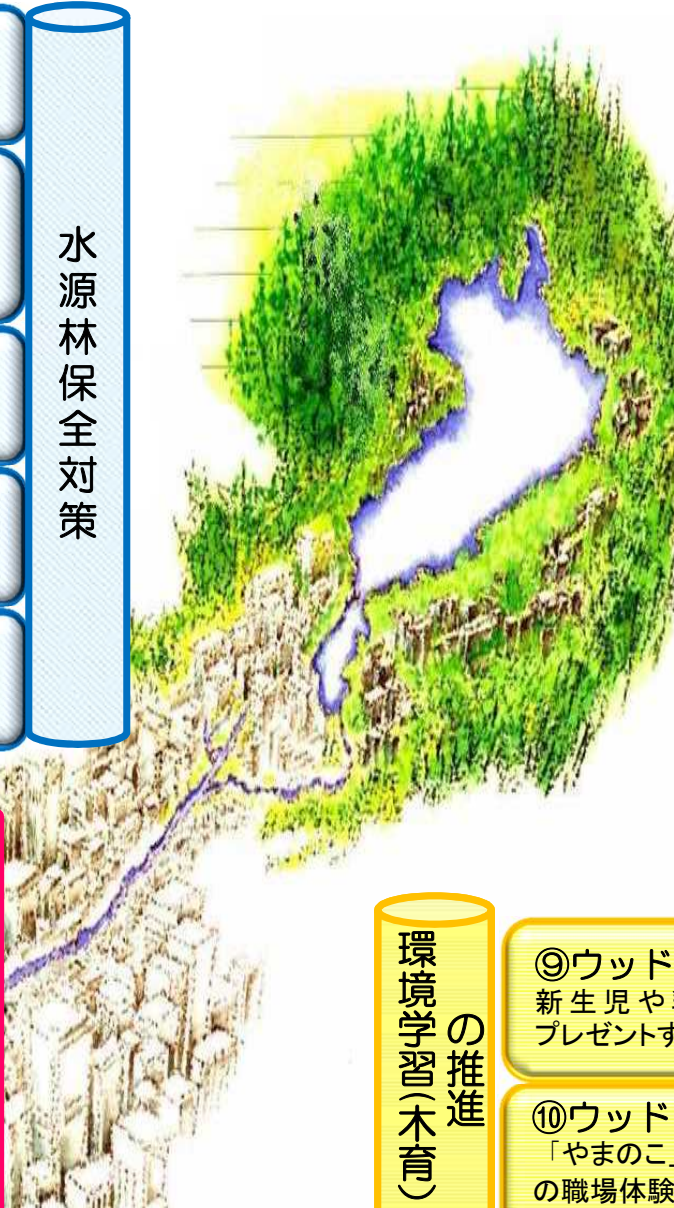 水源林保全対策
環境学習(木育)
の推進
⑨ウッド
新生児や
プレゼントす
⑩ウッド
「やまのこ」
の職場体験